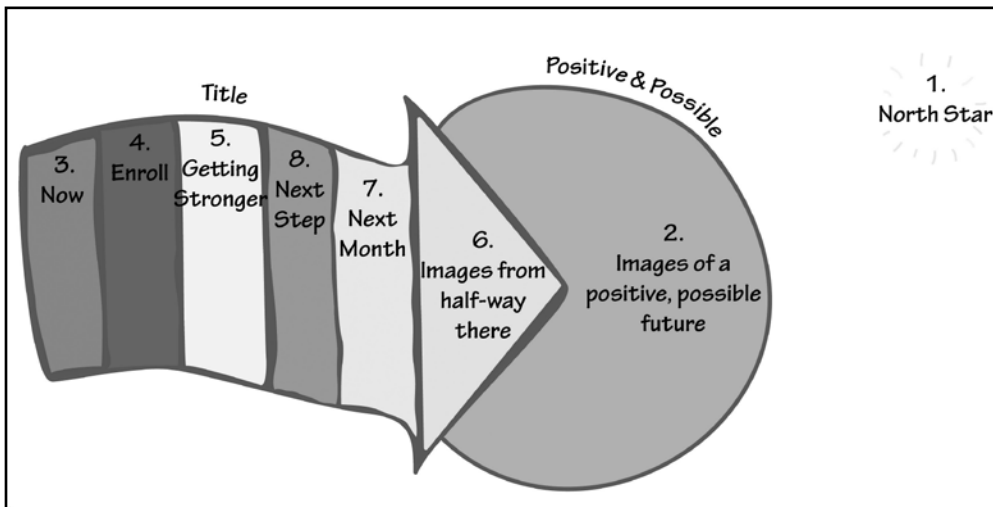 Title
Positive & Possible
1.
North Star
3.
Now
4.
Enroll
5.
Getting
Stronger
8.
Next
Step
7.
Next
Month
6.
Images from
half-way
there
2.
Images of a
positive, possible
future